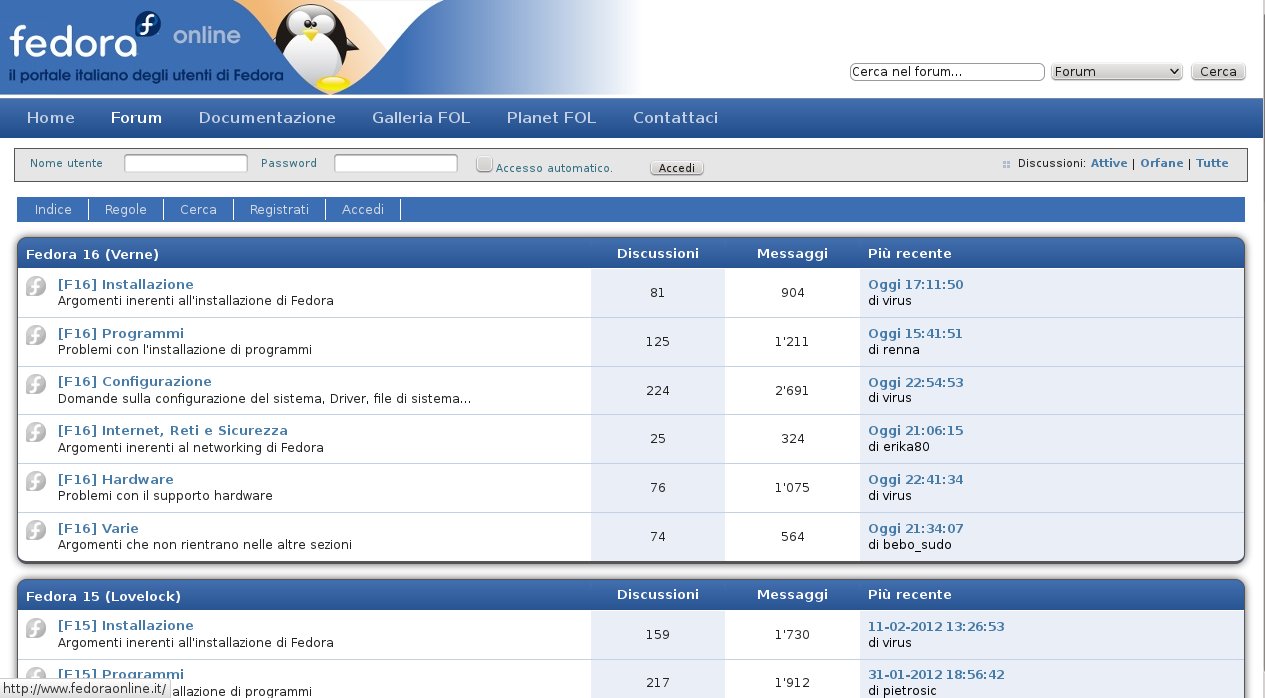 fedora f online
il portale italiano degli utenti di Fedora
Cerca nel forum... Forum Cerca
Home Forum Documentazione Galleria FOL Planet FOL Contattaci
Nome utente Password Accesso automatico. Accedi Discussioni: Attive | Orfane | Tutte
Indice Regole Cerca Registrati Accedi
Fedora 16 (Verne) Discussioni Messaggi Più recente
[F16] Installazione 81 904 Oggi 17:11:50
Argomenti inerenti all'installazione di Fedora di virus
[F16] Programmi 125 1'211 Oggi 15:41:51
Problemi con l'installazione di programmi di renna
[F16] Configurazione 224 2'691 Oggi 22:54:53
Domande sulla configurazione del sistema, Driver, file di sistema... di virus
[F16] Internet, Reti e Sicurezza 25 324 Oggi 21:06:15
Argomenti inerenti al networking di Fedora di erika80
[F16] Hardware 76 1'075 Oggi 22:41:34
Problemi con il supporto hardware di virus
[F16] Varie 74 564 Oggi 21:34:07
Argomenti che non rientrano nelle altre sezioni di bebo_sudo
Fedora 15 (Lovelock) Discussioni Messaggi Più recente
[F15] Installazione 159 1'730 11-02-2012 13:26:53
Argomenti inerenti all'installazione di Fedora di virus
[F15] Programmi 217 1'912 31-01-2012 18:56:42
http://www.fedoraonline.it/ allazione di programmi di pietrosic